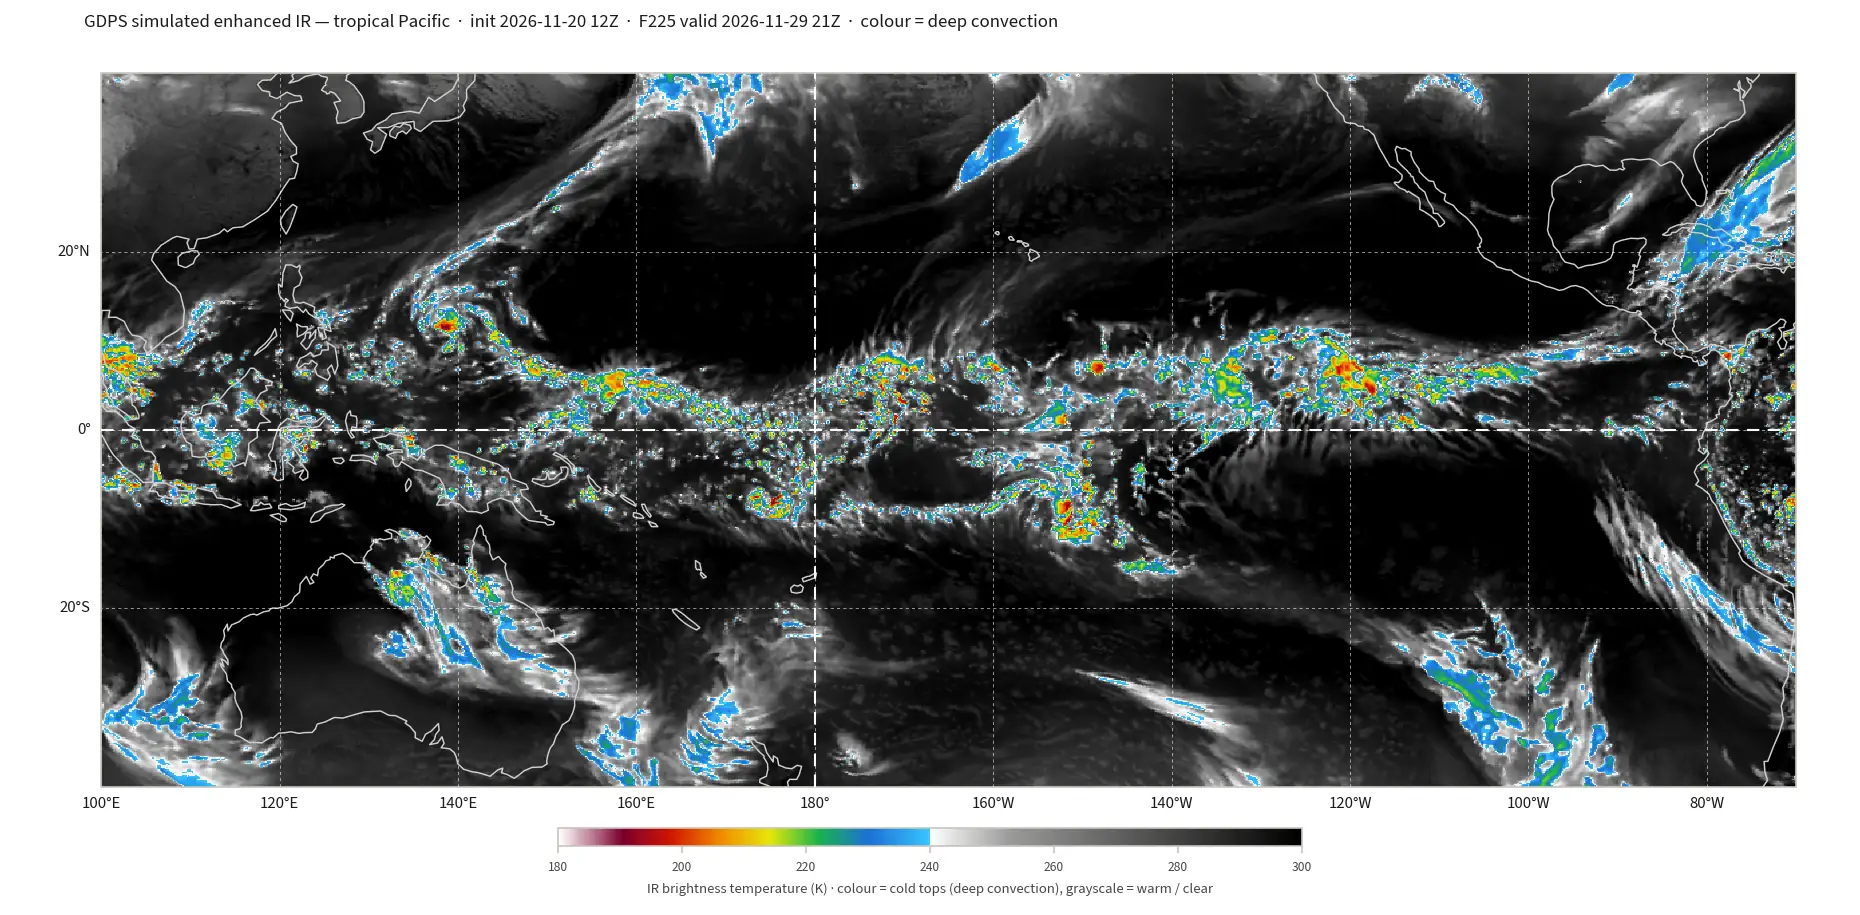 GDPS simulated enhanced IR — tropical Pacific · init 2026-11-20 12Z · F225 valid 2026-11-29 21Z · colour = deep convection
20°N
0°
20°S
100°E 120°E 140°E 160°E 180° 160°W 140°W 120°W 100°W 80°W
180 200 220 240 260 280 300
IR brightness temperature (K) · colour = cold tops (deep convection), grayscale = warm / clear